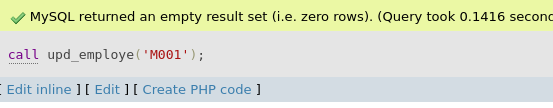 MySQL returned an empty result set (i.e. zero rows). (Query took 0.1416 second
call upd_employe('M001');
[ Edit inline ] [ Edit ] [ Create PHP code ]